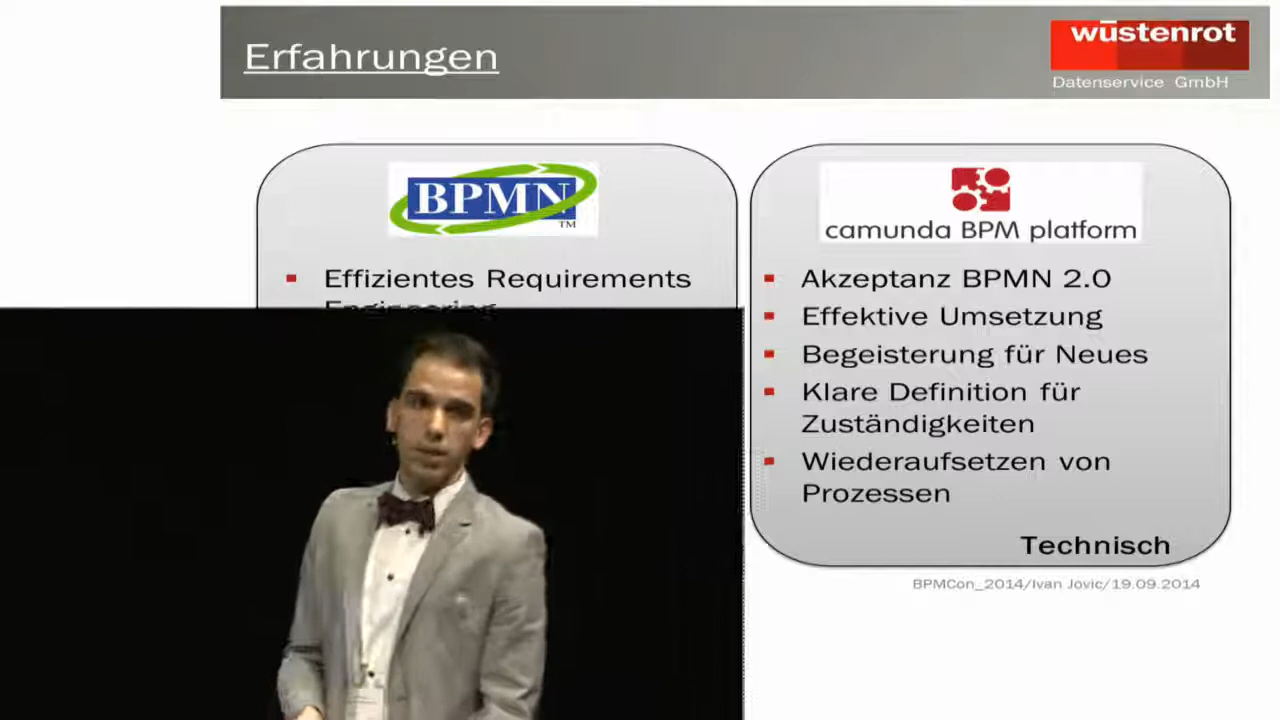 Erfahrungen
wüstenrot
Datenservice GmbH
BPMN
TM
Effizientes Requirements
Engineering
camunda BPM platform
Akzeptanz BPMN 2.0
Effektive Umsetzung
Begeisterung für Neues
Klare Definition für
Zuständigkeiten
Wiederaufsetzen von
Prozessen
Technisch
BPMCon_2014/Ivan Jovic/19.09.2014